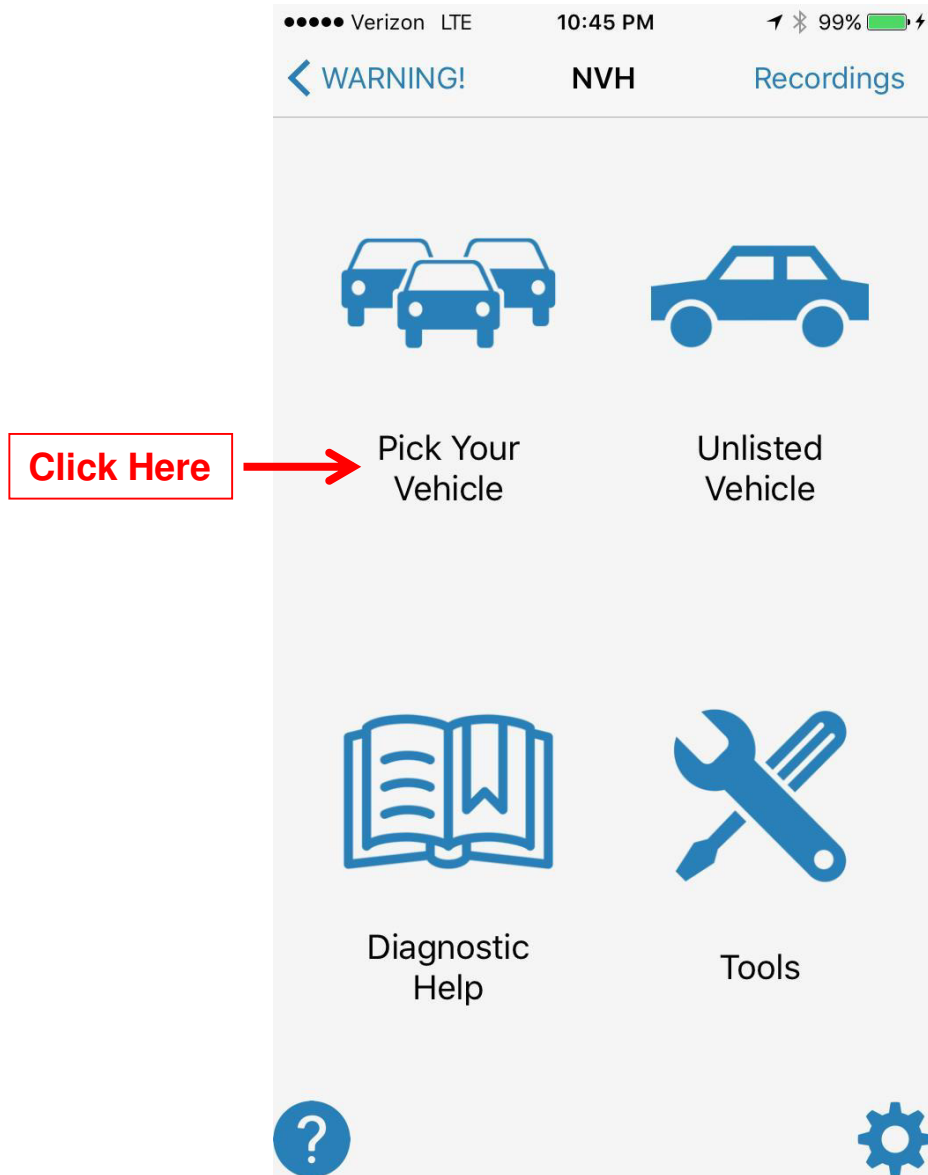 ●●●●● Verizon LTE 10:45 PM 99%
WARNING! NVH Recordings
Click Here
Pick Your
Vehicle
Unlisted
Vehicle
Diagnostic
Help
Tools
?